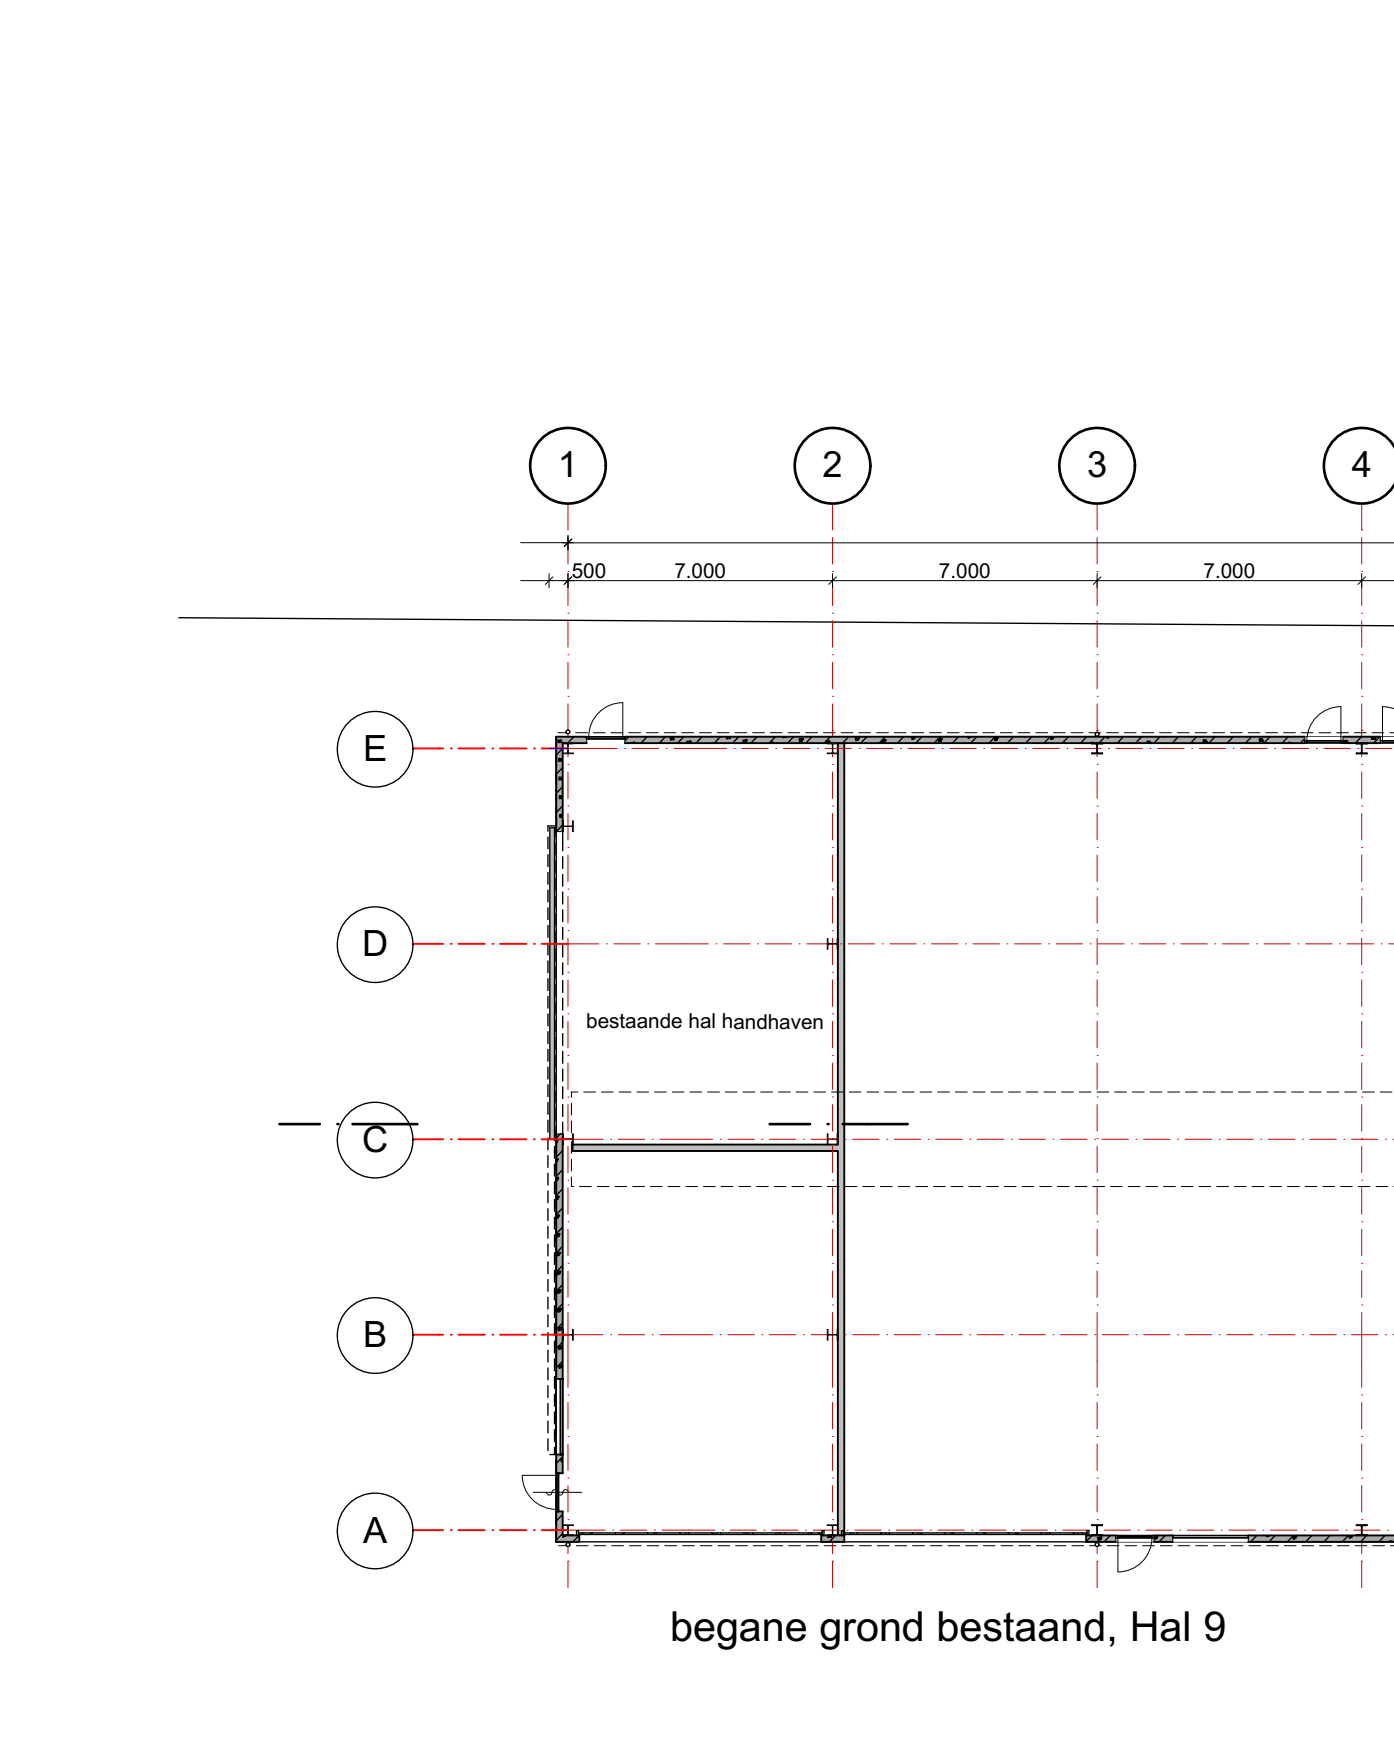 1 2 3 4
500 7.000 7.000 7.000
E
D
bestaande hal handhaven
C
B
A
begane grond bestaand, Hal 9